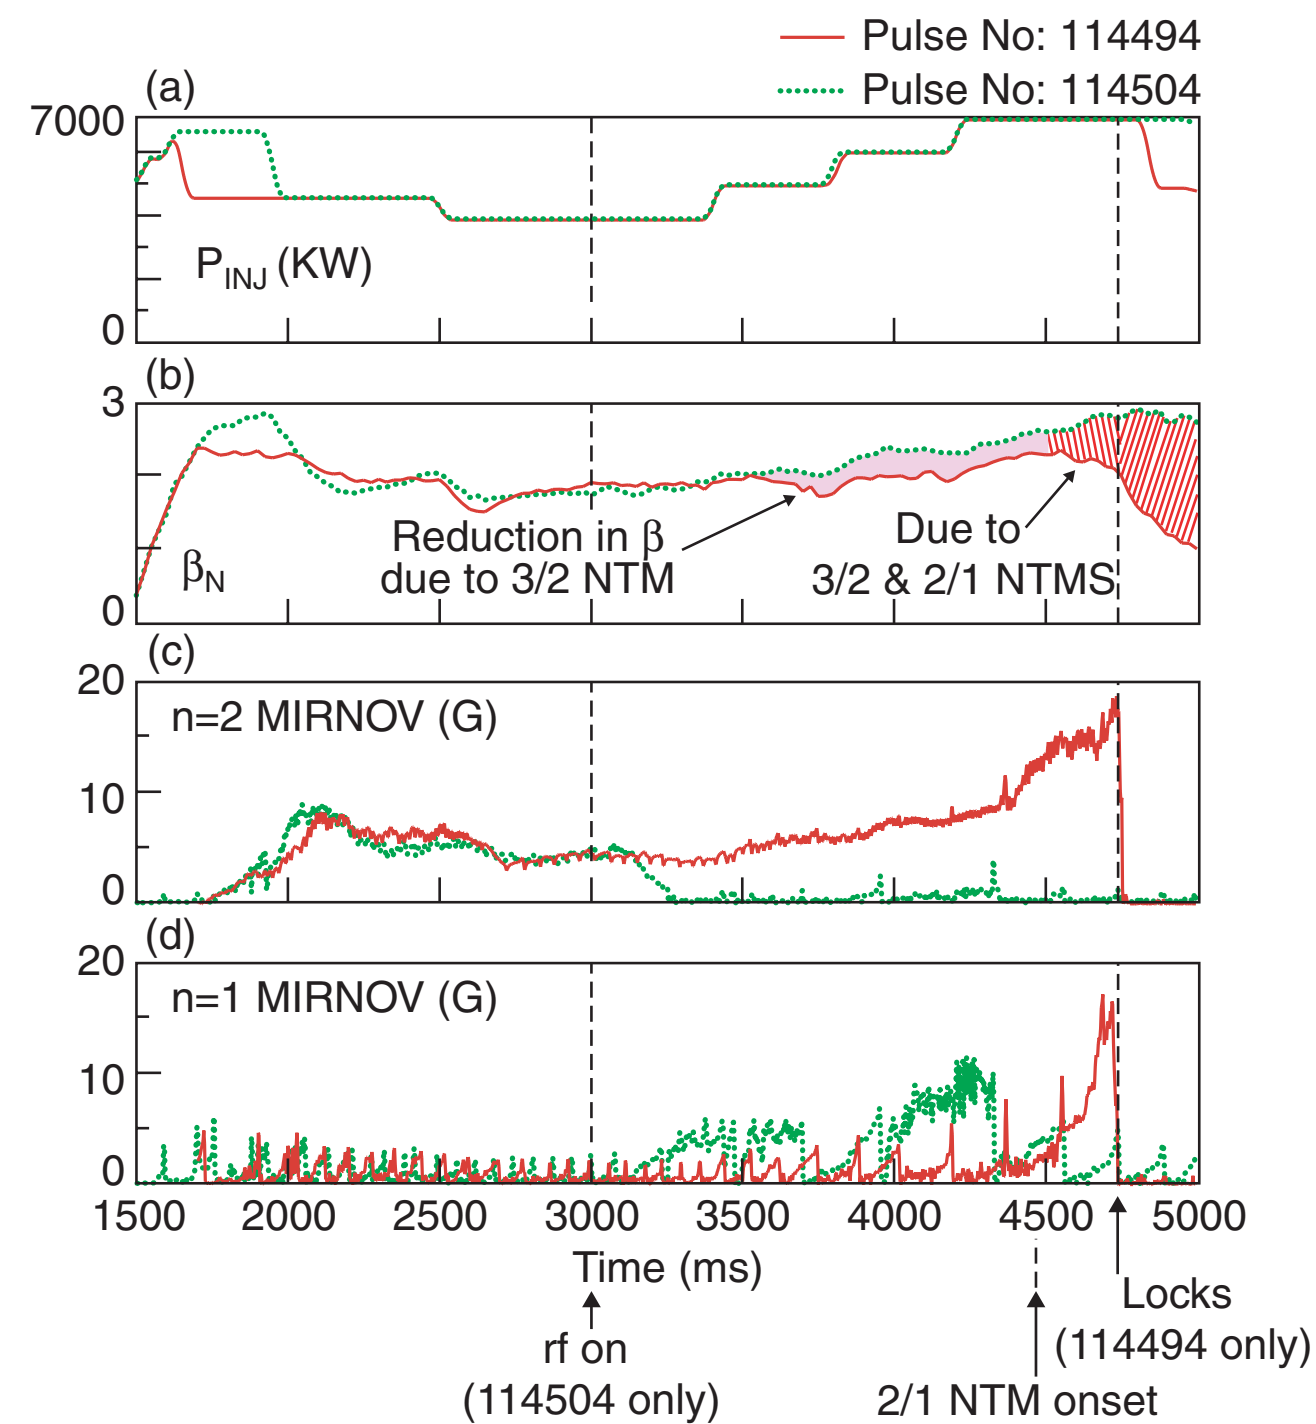 Pulse No: 114494
Pulse No: 114504
(a)
7000
P_INJ (KW)
0
(b)
3
Reduction in β
due to 3/2 NTM
Due to
3/2 & 2/1 NTMS
β_N
0
(c)
20
n=2 MIRNOV (G)
10
0
(d)
20
n=1 MIRNOV (G)
10
0
1500 2000 2500 3000 3500 4000 4500 5000
Time (ms)
rf on
(114504 only)
Locks
(114494 only)
2/1 NTM onset